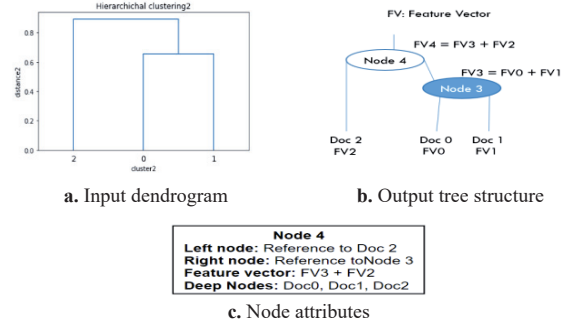 Hierarchichal clustering2
0.8
0.6
0.4
0.2
0.0
distance2
2 0 1
cluster2
a. Input dendrogram
FV: Feature Vector
FV4 = FV3 + FV2
Node 4
FV3 = FV0 + FV1
Node 3
Doc 2 Doc 0 Doc 1
FV2 FV0 FV1
b. Output tree structure
Node 4
Left node: Reference to Doc 2
Right node: Reference toNode 3
Feature vector: FV3 + FV2
Deep Nodes: Doc0, Doc1, Doc2
c. Node attributes